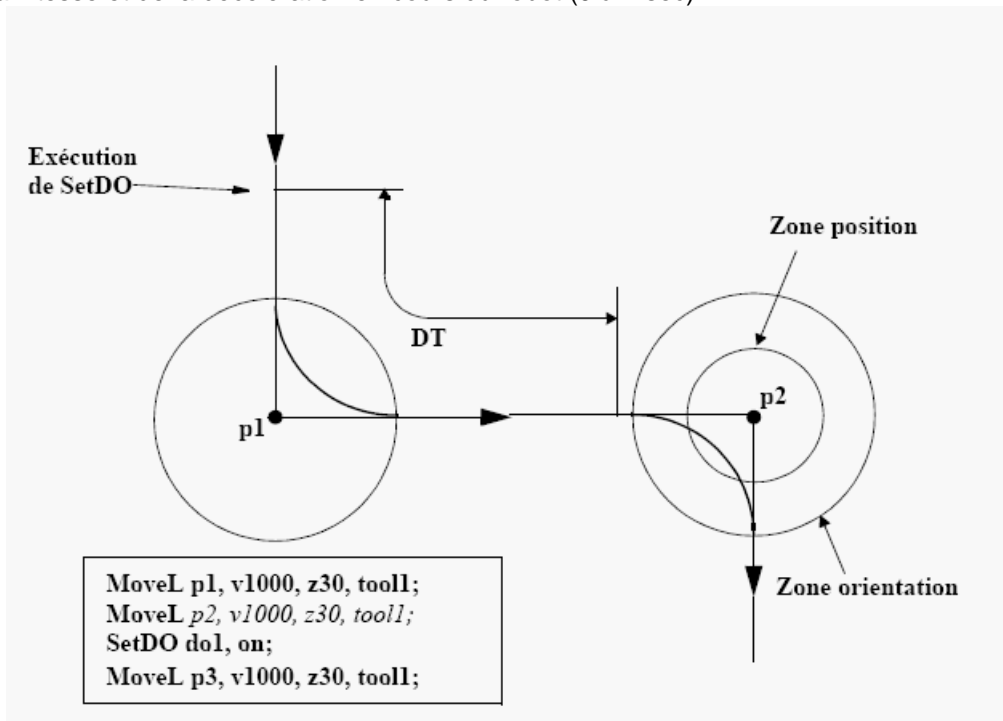 Exécution
de SetDO
Zone position
DT
p1
p2
Zone orientation
MoveL p1, v1000, z30, tool1;
MoveL p2, v1000, z30, tool1;
SetDO do1, on;
MoveL p3, v1000, z30, tool1;